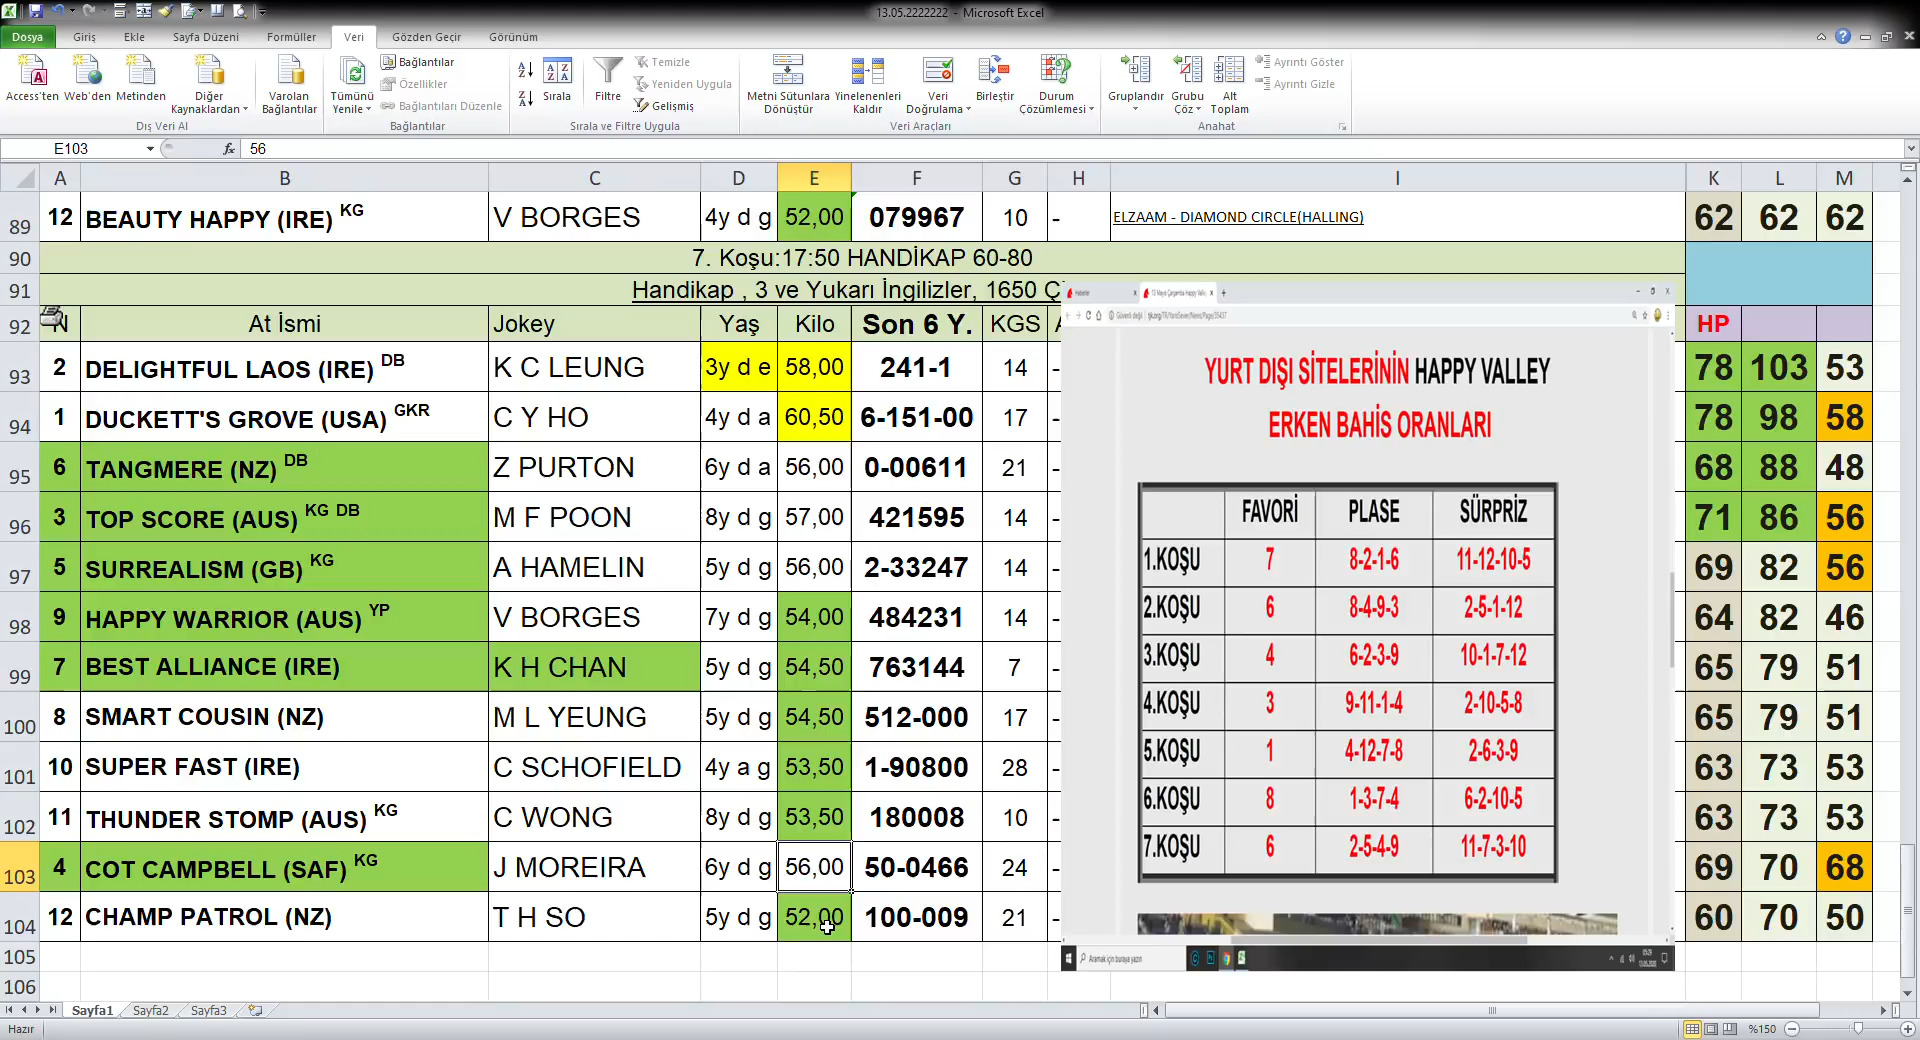 13.05.2222222 - Microsoft Excel
Dosya Giriş Ekle Sayfa Düzeni Formüller Veri Gözden Geçir Görünüm
Access'ten Web'den Metinden Diğer Kaynaklardan Varolan Bağlantılar Tümünü Yenile Bağlantılar Özellikler Bağlantıları Düzenle Sırala Filtre Temizle Yeniden Uygula Gelişmiş Metni Sütunlara Dönüştür Yinelenenleri Kaldır Veri Doğrulama Birleştir Durum Çözümlemesi Gruplandır Grubu Çöz Alt Toplam Ayrıntı Göster Ayrıntı Gizle
Dış Veri Al Bağlantılar Sırala ve Filtre Uygula Veri Araçları Anahat
E103 fx 56
A B C D E F G H I K L M
89 12 BEAUTY HAPPY (IRE) KG V BORGES 4y d g 52,00 079967 10 - ELZAAM - DIAMOND CIRCLE(HALLING) 62 62 62
90 7. Koşu:17:50 HANDİKAP 60-80
91 Handikap , 3 ve Yukarı İngilizler, 1650 Ç
92 N At İsmi Jokey Yaş Kilo Son 6 Y. KGS HP
93 2 DELIGHTFUL LAOS (IRE) DB K C LEUNG 3y d e 58,00 241-1 14 - 78 103 53
94 1 DUCKETT'S GROVE (USA) GKR C Y HO 4y d a 60,50 6-151-00 17 - 78 98 58
95 6 TANGMERE (NZ) DB Z PURTON 6y d a 56,00 0-00611 21 - 68 88 48
96 3 TOP SCORE (AUS) KG DB M F POON 8y d g 57,00 421595 14 - 71 86 56
97 5 SURREALISM (GB) KG A HAMELIN 5y d g 56,00 2-33247 14 - 69 82 56
98 9 HAPPY WARRIOR (AUS) YP V BORGES 7y d g 54,00 484231 14 - 64 82 46
99 7 BEST ALLIANCE (IRE) K H CHAN 5y d g 54,50 763144 7 - 65 79 51
100 8 SMART COUSIN (NZ) M L YEUNG 5y d g 54,50 512-000 17 - 65 79 51
101 10 SUPER FAST (IRE) C SCHOFIELD 4y a g 53,50 1-90800 28 - 63 73 53
102 11 THUNDER STOMP (AUS) KG C WONG 8y d g 53,50 180008 10 - 63 73 53
103 4 COT CAMPBELL (SAF) KG J MOREIRA 6y d g 56,00 50-0466 24 - 69 70 68
104 12 CHAMP PATROL (NZ) T H SO 5y d g 52,00 100-009 21 - 60 70 50
105
106
YURT DIŞI SİTELERİNİN HAPPY VALLEY
ERKEN BAHİS ORANLARI
FAVORİ PLASE SÜRPRİZ
1.KOŞU 7 8-2-1-6 11-12-10-5
2.KOŞU 6 8-4-9-3 2-5-1-12
3.KOŞU 4 6-2-3-9 10-1-7-12
4.KOŞU 3 9-11-1-4 2-10-5-8
5.KOŞU 1 4-12-7-8 2-6-3-9
6.KOŞU 8 1-3-7-4 6-2-10-5
7.KOŞU 6 2-5-4-9 11-7-3-10
Aramak için buraya yazın
Sayfa1 Sayfa2 Sayfa3
Hazır %150